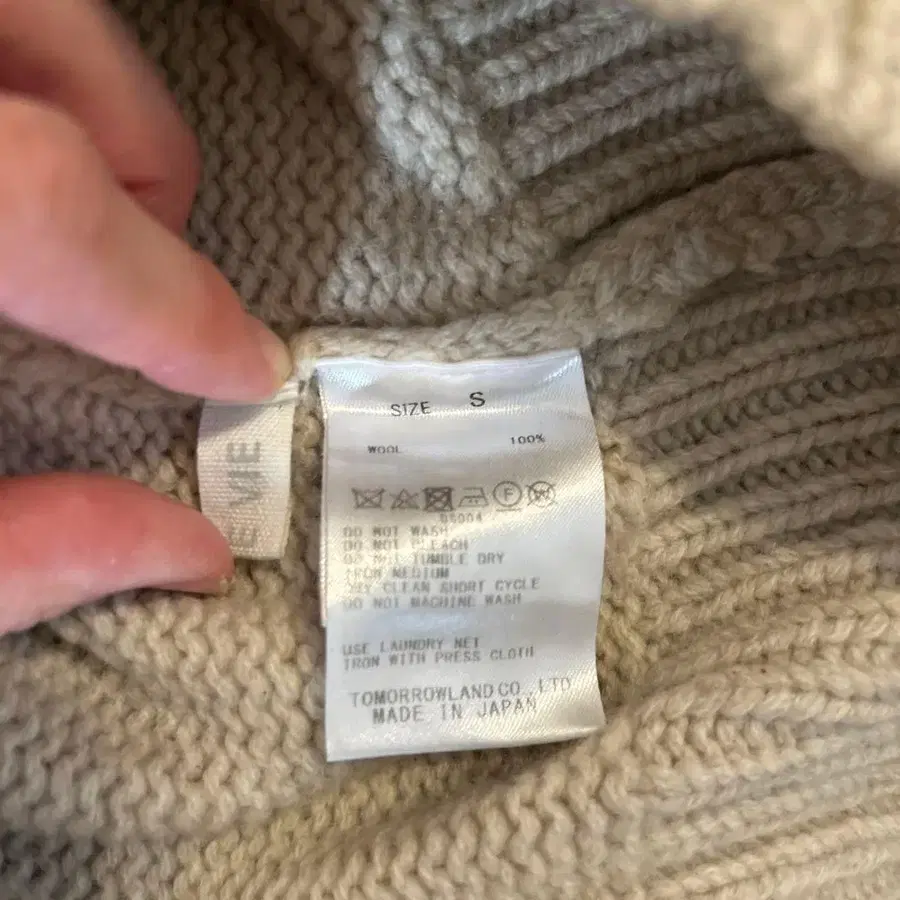 SIZE S
WOOL 100%
DO NOT WASH
DO NOT BLEACH
DO NOT TUMBLE DRY
IRON MEDIUM
DRY CLEAN SHORT CYCLE
DO NOT MACHINE WASH
USE LAUNDRY NET
IRON WITH PRESS CLOTH
TOMORROWLAND CO., LTD
MADE IN JAPAN